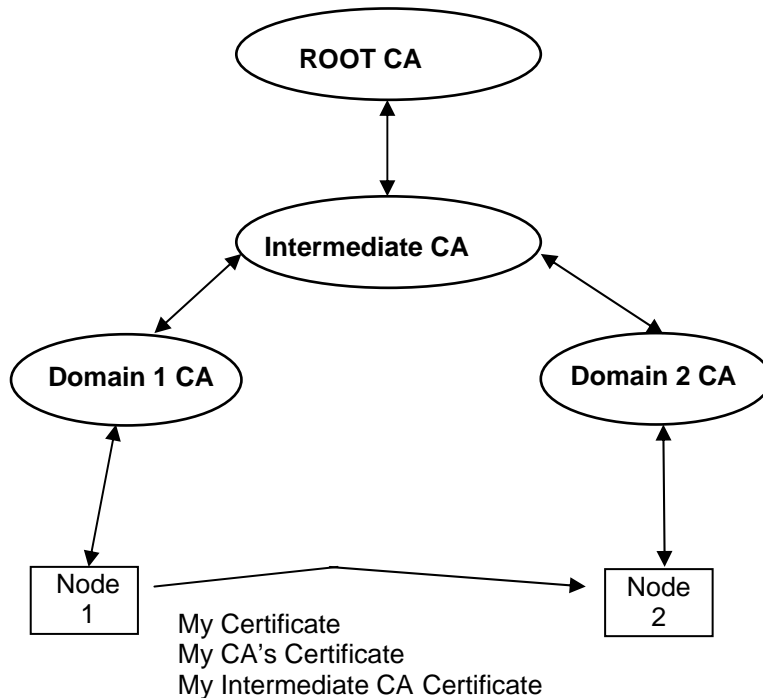 ROOT CA
Intermediate CA
Domain 1 CA
Domain 2 CA
Node
1
Node
2
My Certificate
My CA's Certificate
My Intermediate CA Certificate